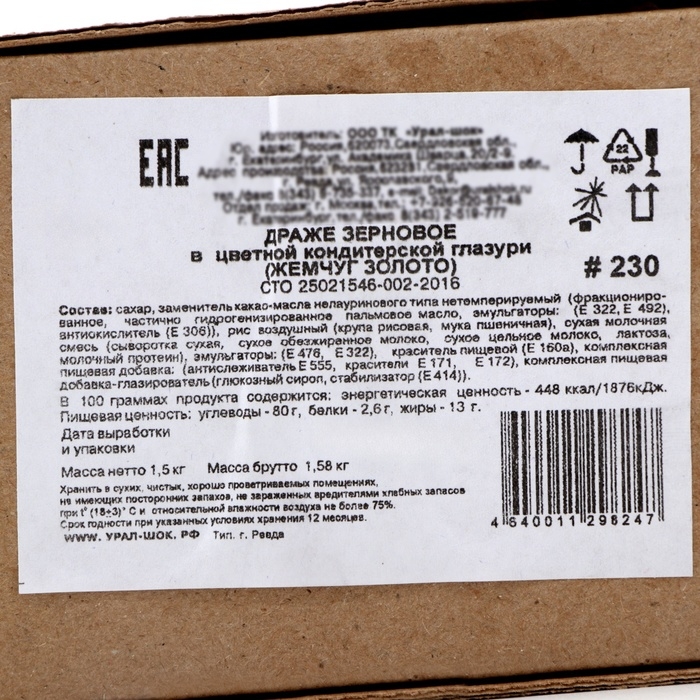 EAC
Изготовитель: ООО ТК «Урал-шок»
22
PAP
ДРАЖЕ ЗЕРНОВОЕ
в цветной кондитерской глазури
(ЖЕМЧУГ ЗОЛОТО)
СТО 25021546-002-2016
# 230
Состав: сахар, заменитель какао-масла нелауринового типа нетемперируемый (фракциониро-
ванное, частично гидрогенизированное пальмовое масло, эмульгаторы: (Е 322, Е 492),
антиокислитель (Е 306)), рис воздушный (крупа рисовая, мука пшеничная), сухая молочная
смесь (сыворотка сухая, сухое обезжиренное молоко, сухое цельное молоко, лактоза,
молочный протеин), эмульгаторы: (Е 476, Е 322), краситель пищевой (Е 160а), комплексная
пищевая добавка: (антислеживатель Е 555, красители Е 171, Е 172), комплексная пищевая
добавка-глазирователь (глюкозный сироп, стабилизатор (Е 414)).
В 100 граммах продукта содержится: энергетическая ценность - 448 ккал/1876кДж.
Пищевая ценность: углеводы - 80 г, белки - 2,6 г, жиры - 13 г.
Дата выработки
и упаковки
Масса нетто 1,5 кг Масса брутто 1,58 кг
Хранить в сухих, чистых, хорошо проветриваемых помещениях,
не имеющих посторонних запахов, не зараженных вредителями хлебных запасов
при t° (18±3)° С и относительной влажности воздуха не более 75%.
Срок годности при указанных условиях хранения 12 месяцев.
www. УРАЛ-ШОК.РФ Тип. г. Ревда
4 640011 298247